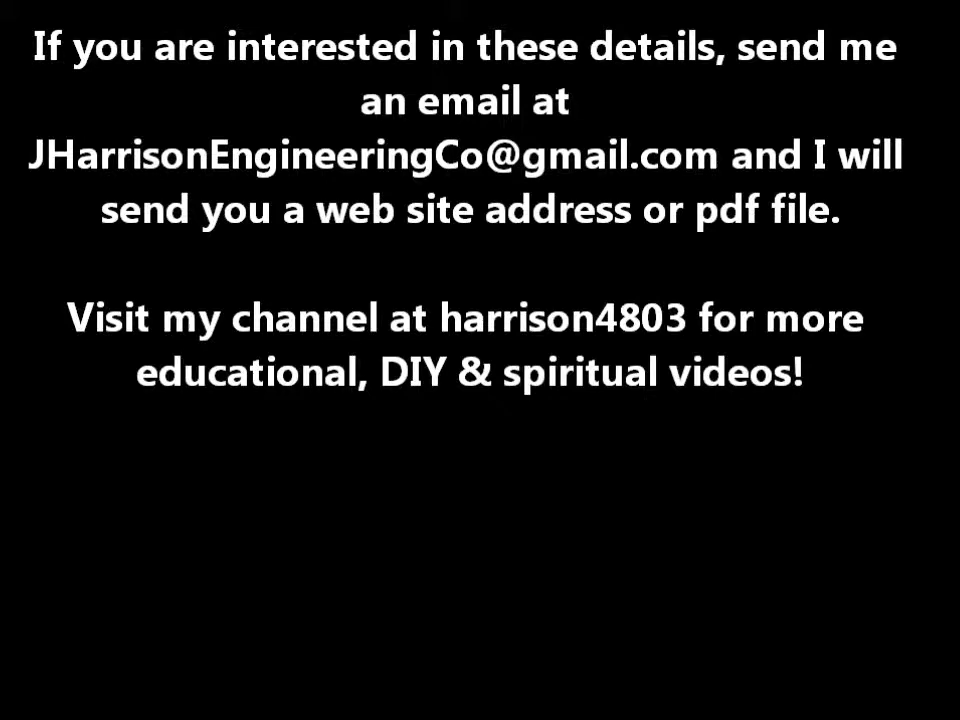 If you are interested in these details, send me
an email at
JHarrisonEngineeringCo@gmail.com and I will
send you a web site address or pdf file.
Visit my channel at harrison4803 for more
educational, DIY & spiritual videos!